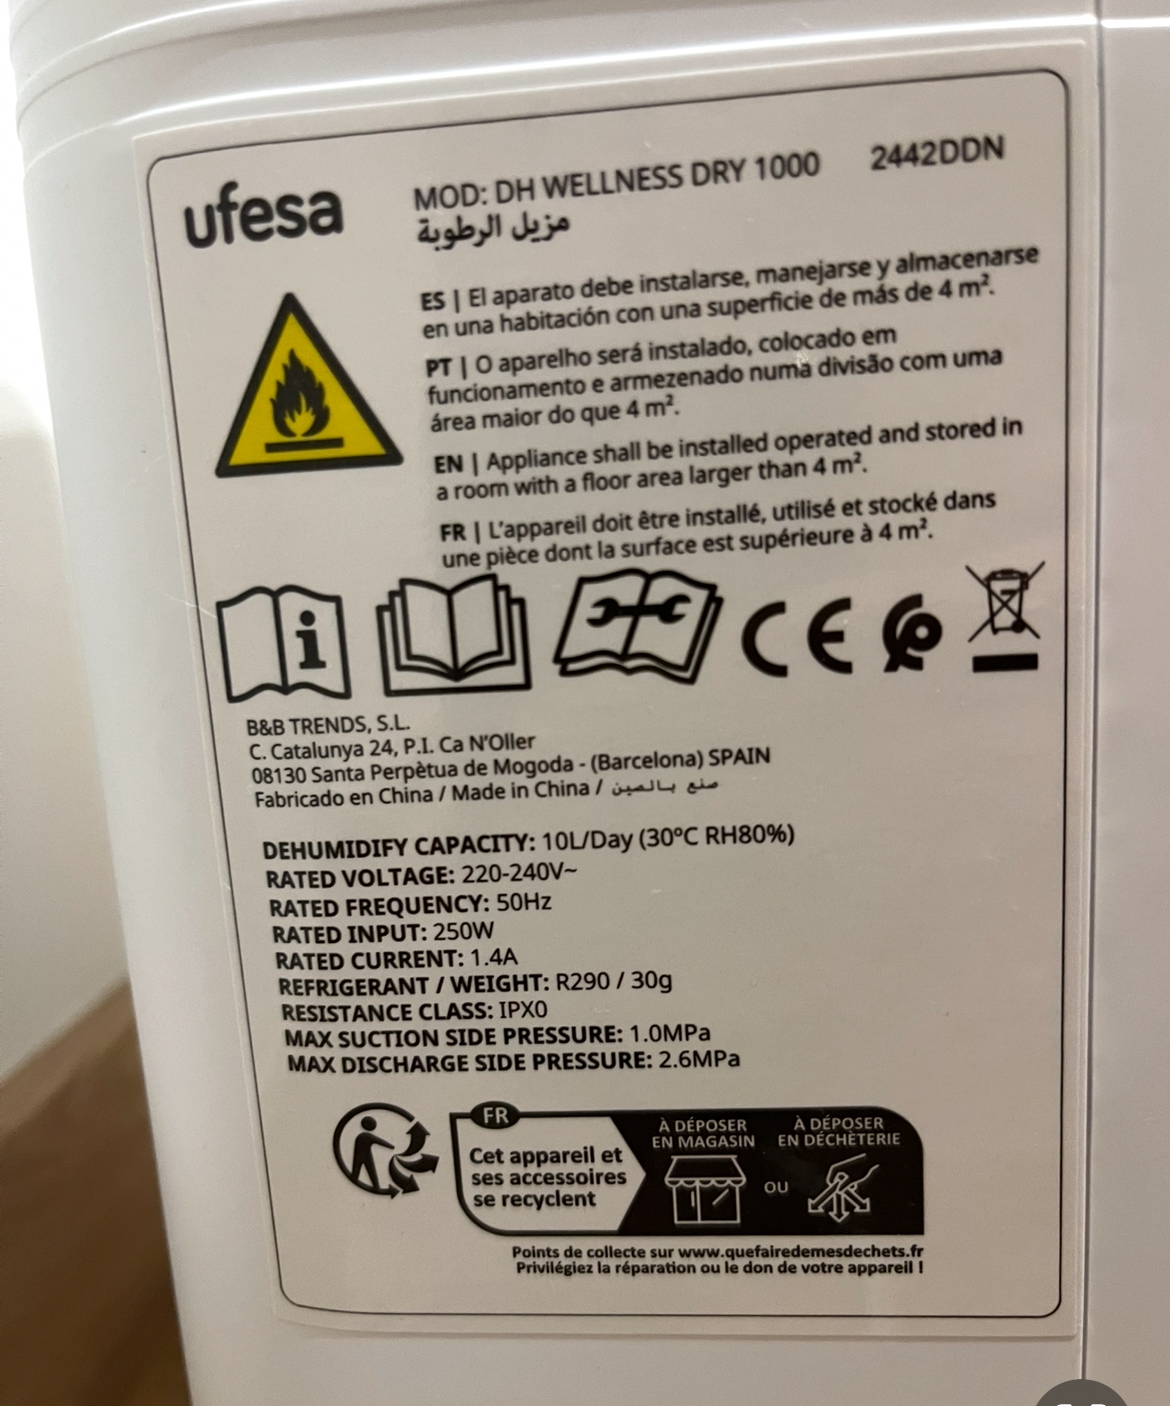 ufesa
MOD: DH WELLNESS DRY 1000 2442DDN
مزيل الرطوبة
ES | El aparato debe instalarse, manejarse y almacenarse
en una habitación con una superficie de más de 4 m².
PT | O aparelho será instalado, colocado em
funcionamento e armezenado numa divisão com uma
área maior do que 4 m².
EN | Appliance shall be installed operated and stored in
a room with a floor area larger than 4 m².
FR | L'appareil doit être installé, utilisé et stocké dans
une pièce dont la surface est supérieure à 4 m².
i
CE
B&B TRENDS, S.L.
C. Catalunya 24, P.I. Ca N'Oller
08130 Santa Perpètua de Mogoda - (Barcelona) SPAIN
Fabricado en China / Made in China / صنع بالصين
DEHUMIDIFY CAPACITY: 10L/Day (30°C RH80%)
RATED VOLTAGE: 220-240V~
RATED FREQUENCY: 50Hz
RATED INPUT: 250W
RATED CURRENT: 1.4A
REFRIGERANT / WEIGHT: R290 / 30g
RESISTANCE CLASS: IPX0
MAX SUCTION SIDE PRESSURE: 1.0MPa
MAX DISCHARGE SIDE PRESSURE: 2.6MPa
FR
Cet appareil et
ses accessoires
se recyclent
À DÉPOSER
EN MAGASIN
OU
À DÉPOSER
EN DÉCHÈTERIE
Points de collecte sur www.quefairedemesdechets.fr
Privilégiez la réparation ou le don de votre appareil !